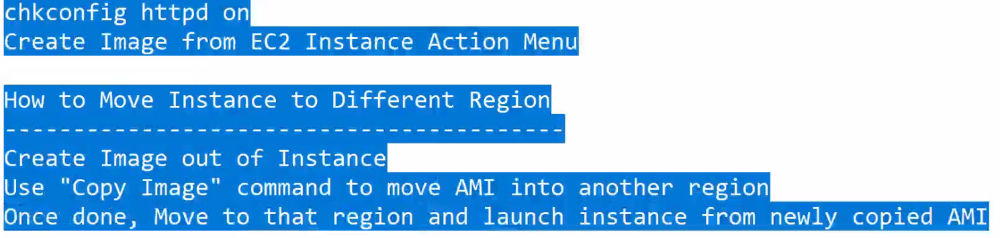 chkconfig httpd on
Create Image from EC2 Instance Action Menu
How to Move Instance to Different Region
-----------------------------------------
Create Image out of Instance
Use "Copy Image" command to move AMI into another region
Once done, Move to that region and launch instance from newly copied AMI